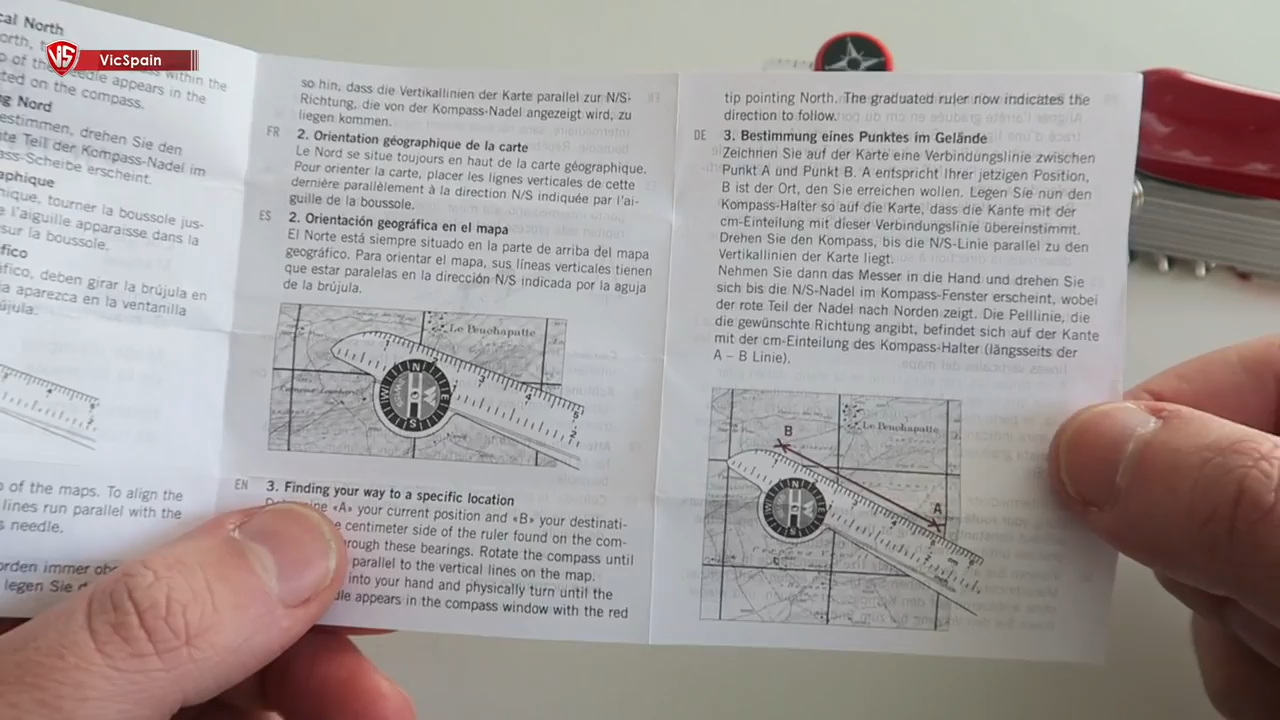 VS VicSpain
cal North
within the
of the needle appears in the
ted on the compass.
ng Nord
estimmen, drehen Sie den
te Teil der Kompass-Nadel im
ass-Scheibe erscheint.
aphique
hique, tourner la boussole jus-
e l'aiguille apparaisse dans la
sur la boussole.
fico
áfico, deben girar la brújula en
a aparezca en la ventanilla
újula.
of the maps. To align the
lines run parallel with the
s needle.
orden immer
legen Sie
so hin, dass die Vertikallinien der Karte parallel zur N/S-
Richtung, die von der Kompass-Nadel angezeigt wird, zu
liegen kommen.
FR 2. Orientation géographique de la carte
Le Nord se situe toujours en haut de la carte géographique.
Pour orienter la carte, placer les lignes verticales de cette
dernière parallèlement à la direction N/S indiquée par l'ai-
guille de la boussole.
ES 2. Orientación geográfica en el mapa
El Norte está siempre situado en la parte de arriba del mapa
geográfico. Para orientar el mapa, sus líneas verticales tienen
que estar paralelas en la dirección N/S indicada por la aguja
de la brújula.
Le Peuchapatte
N
W E
S
EN 3. Finding your way to a specific location
«A» your current position and «B» your destinati-
centimeter side of the ruler found on the com-
rough these bearings. Rotate the compass until
parallel to the vertical lines on the map.
into your hand and physically turn until the
dle appears in the compass window with the red
tip pointing North. The graduated ruler now indicates the
direction to follow.
DE 3. Bestimmung eines Punktes im Gelände
Zeichnen Sie auf der Karte eine Verbindungslinie zwischen
Punkt A und Punkt B. A entspricht Ihrer jetzigen Position,
B ist der Ort, den Sie erreichen wollen. Legen Sie nun den
Kompass-Halter so auf die Karte, dass die Kante mit der
cm-Einteilung mit dieser Verbindungslinie übereinstimmt.
Drehen Sie den Kompass, bis die N/S-Linie parallel zu den
Vertikallinien der Karte liegt.
Nehmen Sie dann das Messer in die Hand und drehen Sie
sich bis die N/S-Nadel im Kompass-Fenster erscheint, wobei
der rote Teil der Nadel nach Norden zeigt. Die Pelllinie, die
die gewünschte Richtung angibt, befindet sich auf der Kante
mit der cm-Einteilung des Kompass-Halter (längsseits der
A – B Linie).
B
Le Peuchapatte
A